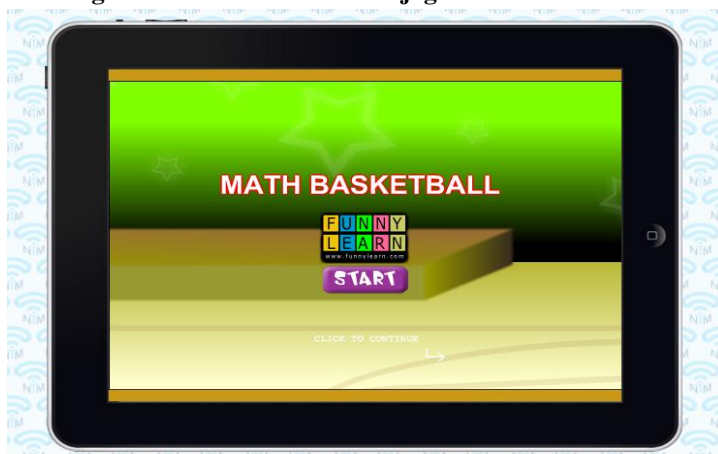 MATH BASKETBALL
FUNNY
LEARN
www.funnylearn.com
START
CLICK TO CONTINUE